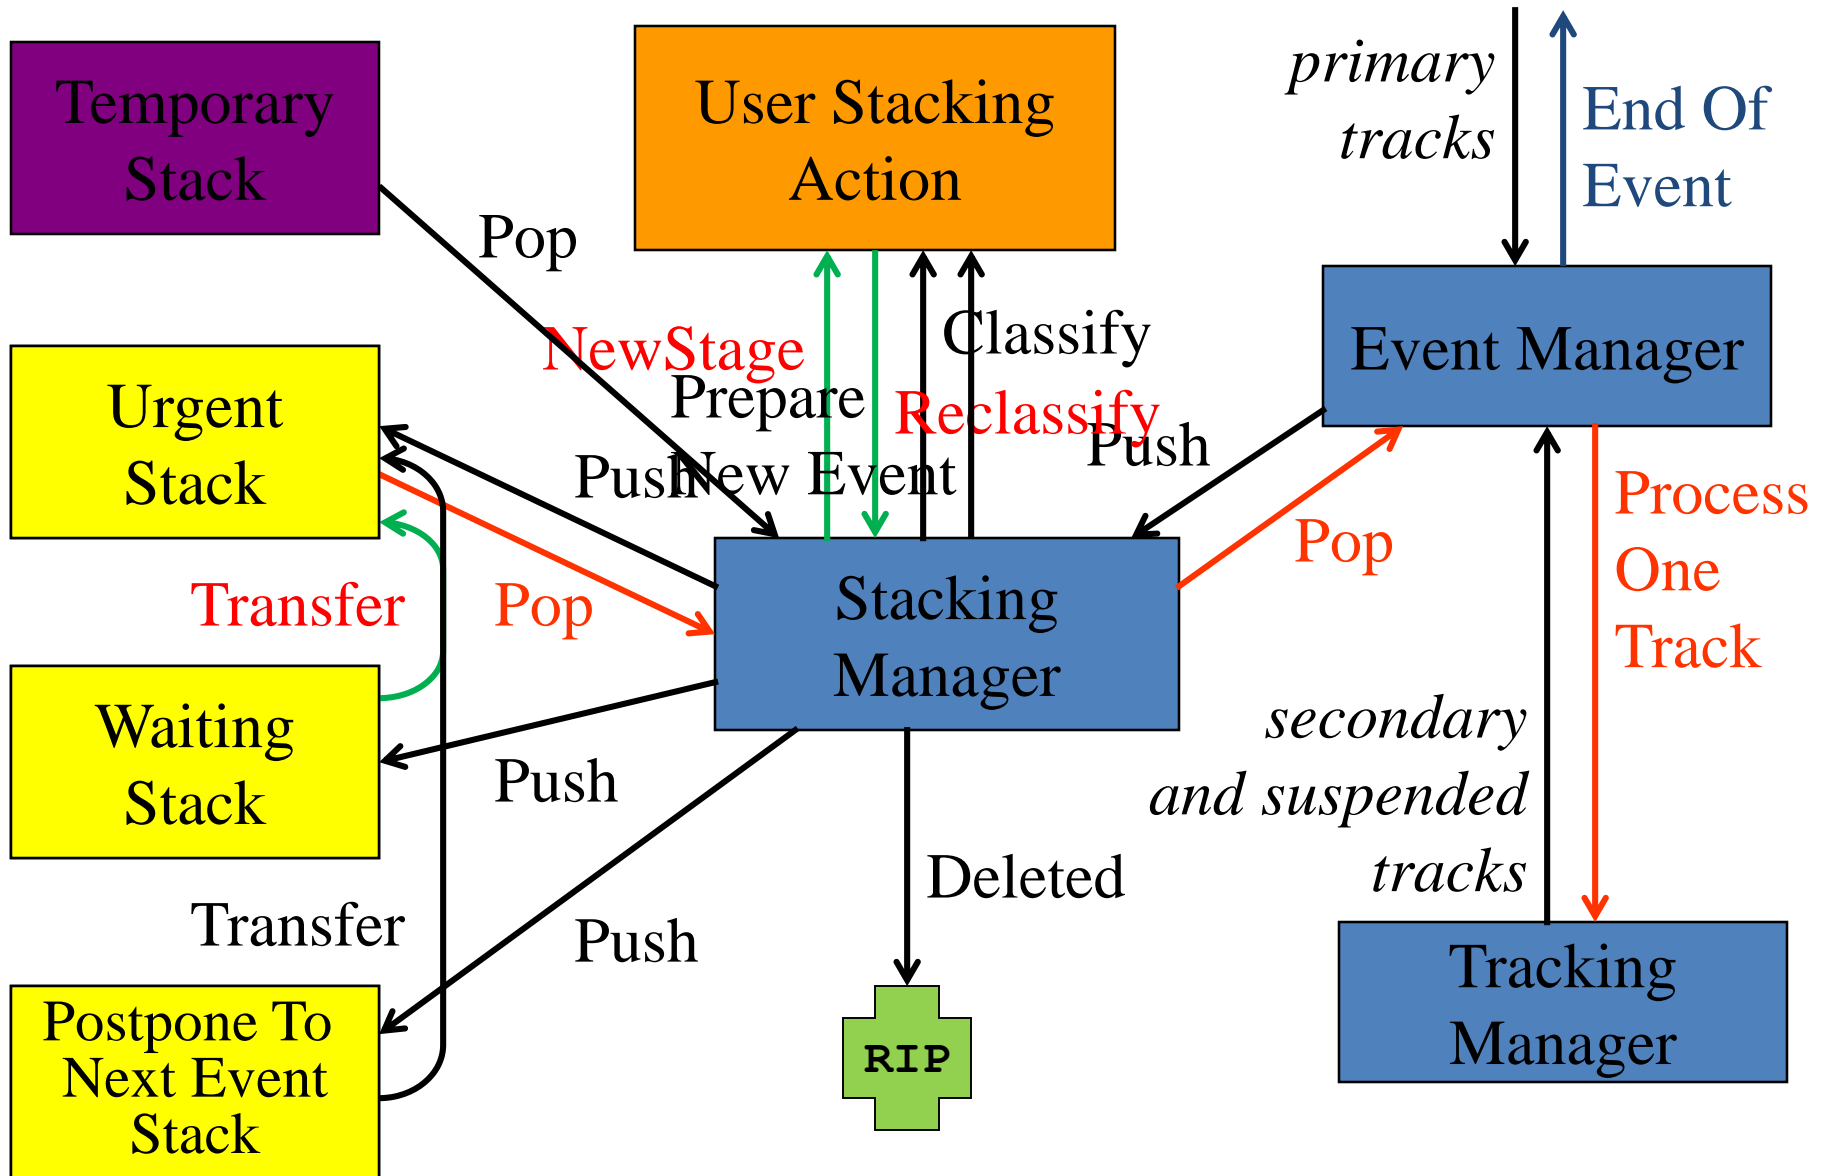 Temporary
Stack
User Stacking
Action
primary
tracks
End Of
Event
Pop
NewStage
Prepare
New Event
Classify
Reclassify
Push
Event Manager
Urgent
Stack
Push
Pop
Process
One
Track
Transfer
Pop
Stacking
Manager
Waiting
Stack
Push
secondary
and suspended
tracks
Deleted
Transfer
Push
Tracking
Manager
Postpone To
Next Event
Stack
RIP